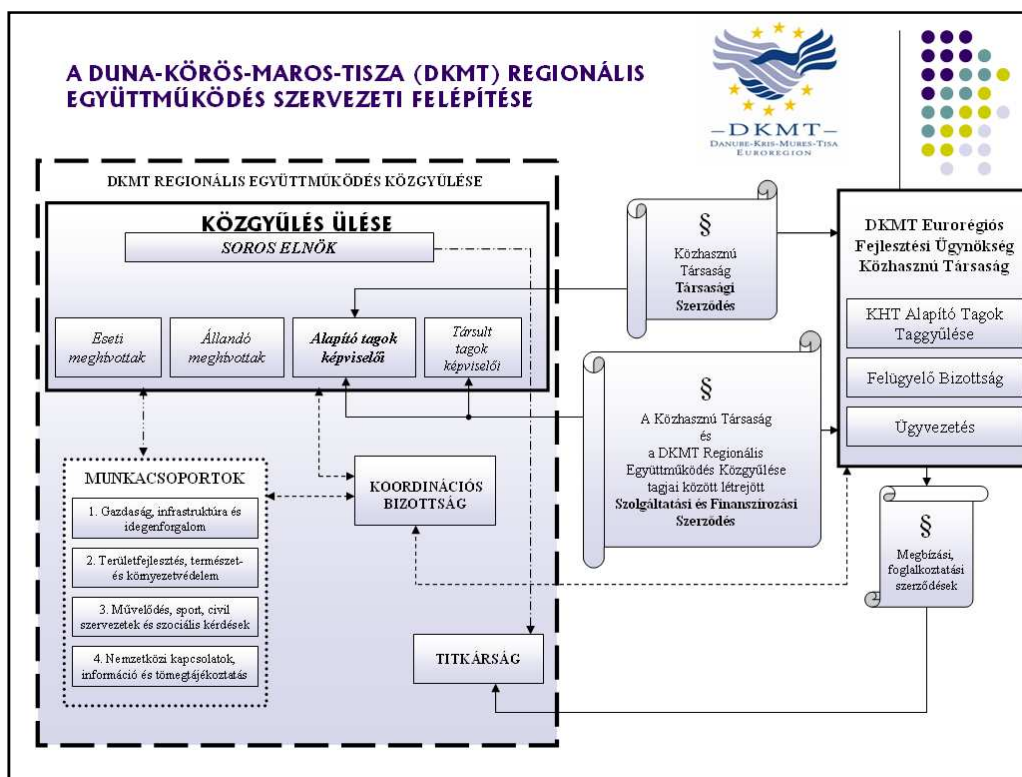 A DUNA-KÖRÖS-MAROS-TISZA (DKMT) REGIONÁLIS
EGYÜTTMŰKÖDÉS SZERVEZETI FELÉPÍTÉSE
–DKMT–
DANUBE-KRIS-MURES-TISA
EUROREGION
DKMT REGIONÁLIS EGYÜTTMŰKÖDÉS KÖZGYŰLÉSE
KÖZGYŰLÉS ÜLÉSE
SOROS ELNÖK
Eseti
meghívottak
Állandó
meghívottak
Alapító tagok
képviselői
Társult
tagok
képviselői
MUNKACSOPORTOK
1. Gazdaság, infrastruktúra és
idegenforgalom
2. Területfejlesztés, természet-
és környezetvédelem
3. Művelődés, sport, civil
szervezetek és szociális kérdések
4. Nemzetközi kapcsolatok,
információ és tömegtájékoztatás
KOORDINÁCIÓS
BIZOTTSÁG
TITKÁRSÁG
§
Közhasznú
Társaság
Társasági
Szerződés
§
A Közhasznú Társaság
és
a DKMT Regionális
Együttműködés Közgyűlése
tagjai között létrejött
Szolgáltatási és Finanszírozási
Szerződés
DKMT Eurorégiós
Fejlesztési Ügynökség
Közhasznú Társaság
KHT Alapító Tagok
Taggyűlése
Felügyelő Bizottság
Ügyvezetés
§
Megbízási,
foglalkoztatási
szerződések